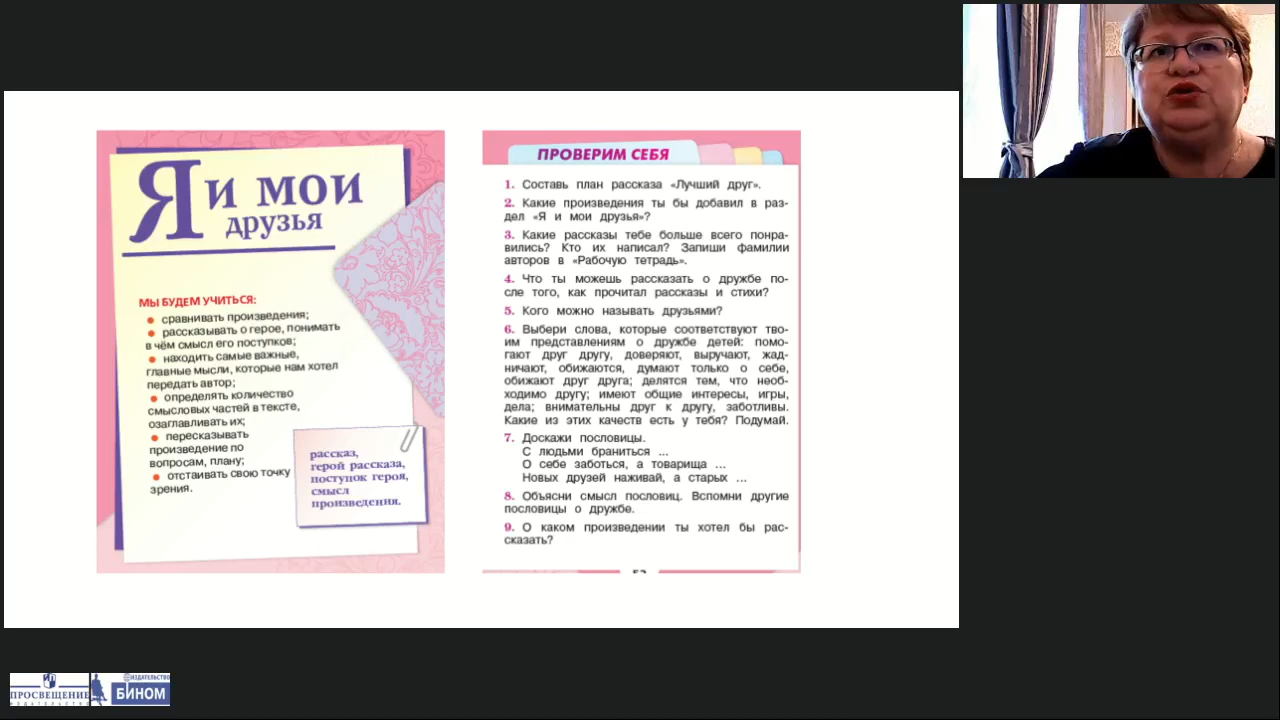 Я и мои
друзья
МЫ БУДЕМ УЧИТЬСЯ:
● сравнивать произведения;
● рассказывать о герое, понимать
в чём смысл его поступков;
● находить самые важные,
главные мысли, которые нам хотел
передать автор;
● определять количество
смысловых частей в тексте,
озаглавливать их;
● пересказывать
произведение по
вопросам, плану;
● отстаивать свою точку
зрения.
рассказ,
герой рассказа,
поступок героя,
смысл
произведения.
ПРОВЕРИМ СЕБЯ
1. Составь план рассказа «Лучший друг».
2. Какие произведения ты бы добавил в раз-
дел «Я и мои друзья»?
3. Какие рассказы тебе больше всего понра-
вились? Кто их написал? Запиши фамилии
авторов в «Рабочую тетрадь».
4. Что ты можешь рассказать о дружбе по-
сле того, как прочитал рассказы и стихи?
5. Кого можно называть друзьями?
6. Выбери слова, которые соответствуют тво-
им представлениям о дружбе детей: помо-
гают друг другу, доверяют, выручают, жад-
ничают, обижаются, думают только о себе,
обижают друг друга; делятся тем, что необ-
ходимо другу; имеют общие интересы, игры,
дела; внимательны друг к другу, заботливы.
Какие из этих качеств есть у тебя? Подумай.
7. Доскажи пословицы.
С людьми браниться ...
О себе заботься, а товарища ...
Новых друзей наживай, а старых ...
8. Объясни смысл пословиц. Вспомни другие
пословицы о дружбе.
9. О каком произведении ты хотел бы рас-
сказать?
ПРОСВЕЩЕНИЕ
ИЗДАТЕЛЬСТВО
ИЗДАТЕЛЬСТВО
БИНОМ